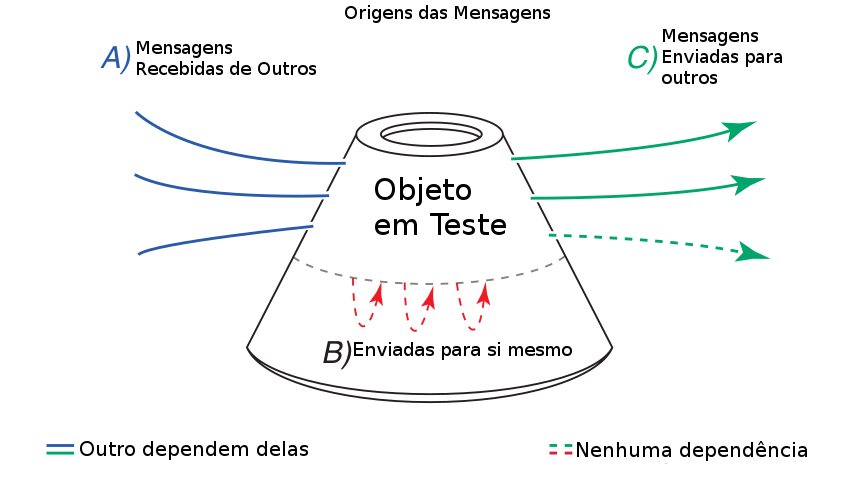 Origens das Mensagens
A) Mensagens
Recebidas de Outros
C) Mensagens
Enviadas para
outros
Objeto
em Teste
B) Enviadas para si mesmo
Outro dependem delas
Nenhuma dependência